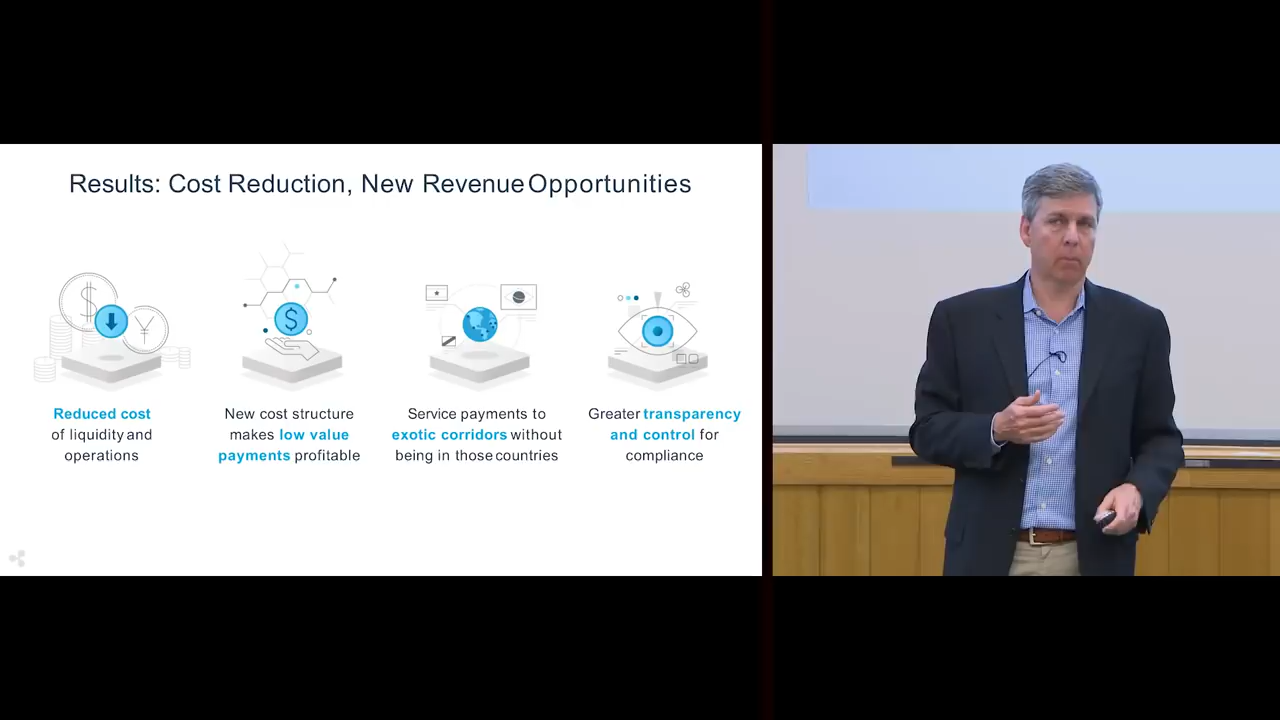 Results: Cost Reduction, New Revenue Opportunities
Reduced cost
of liquidity and
operations
New cost structure
makes low value
payments profitable
Service payments to
exotic corridors without
being in those countries
Greater transparency
and control for
compliance